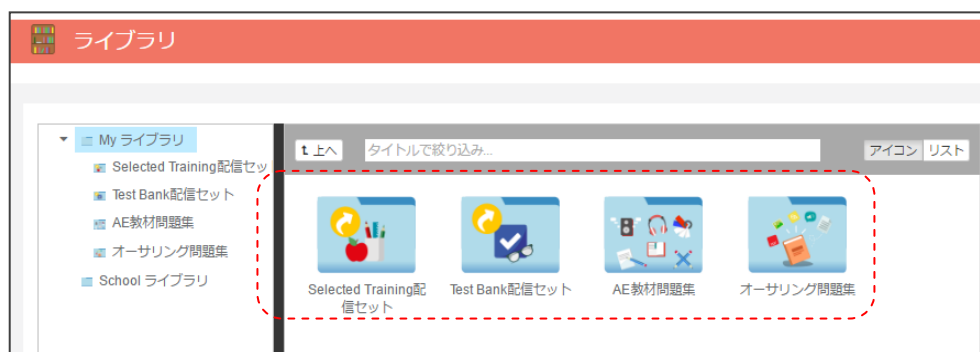 ライブラリ
My ライブラリ
Selected Training配信セッ
Test Bank配信セット
AE教材問題集
オーサリング問題集
School ライブラリ
上へ
タイトルで絞り込み...
アイコン
リスト
Selected Training配
信セット
Test Bank配信セット
AE教材問題集
オーサリング問題集